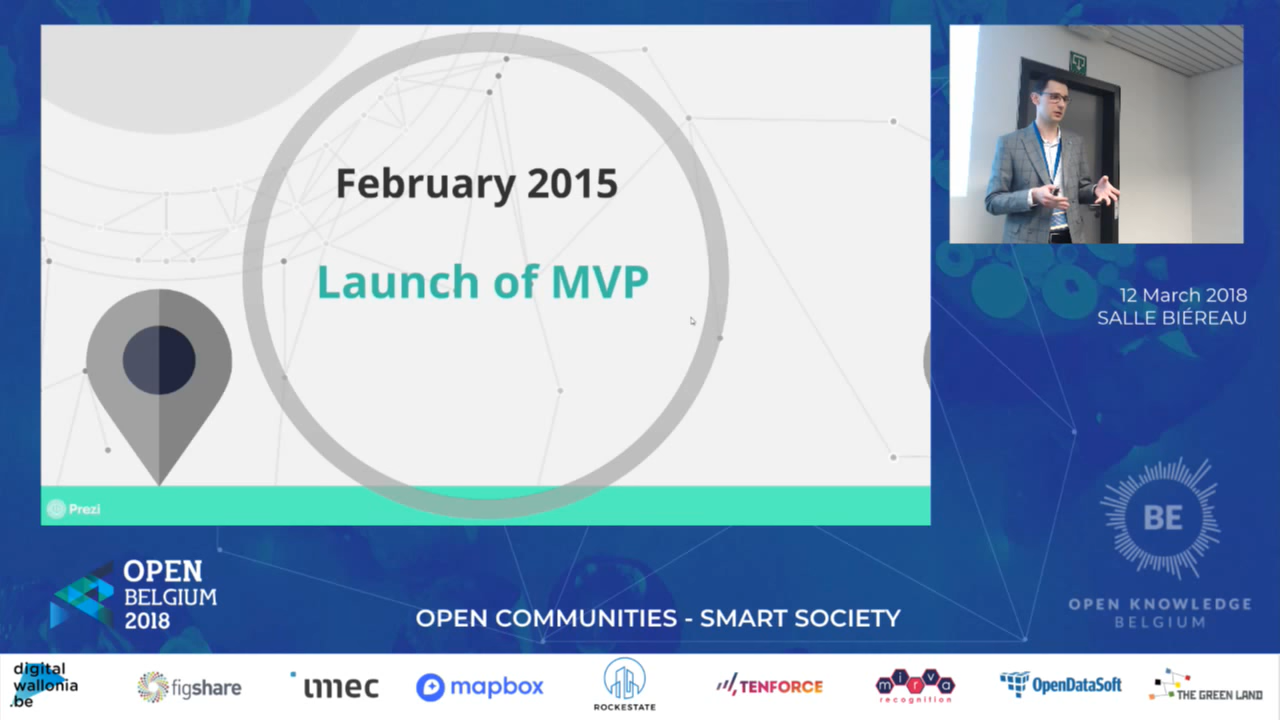 February 2015
Launch of MVP
Prezi
12 March 2018
SALLE BIÉREAU
BE
OPEN KNOWLEDGE
BELGIUM
OPEN
BELGIUM
2018
OPEN COMMUNITIES - SMART SOCIETY
digital
wallonia
.be
figshare
imec
mapbox
ROCKESTATE
TENFORCE
mirva
recognition
OpenDataSoft
THE GREEN LAND